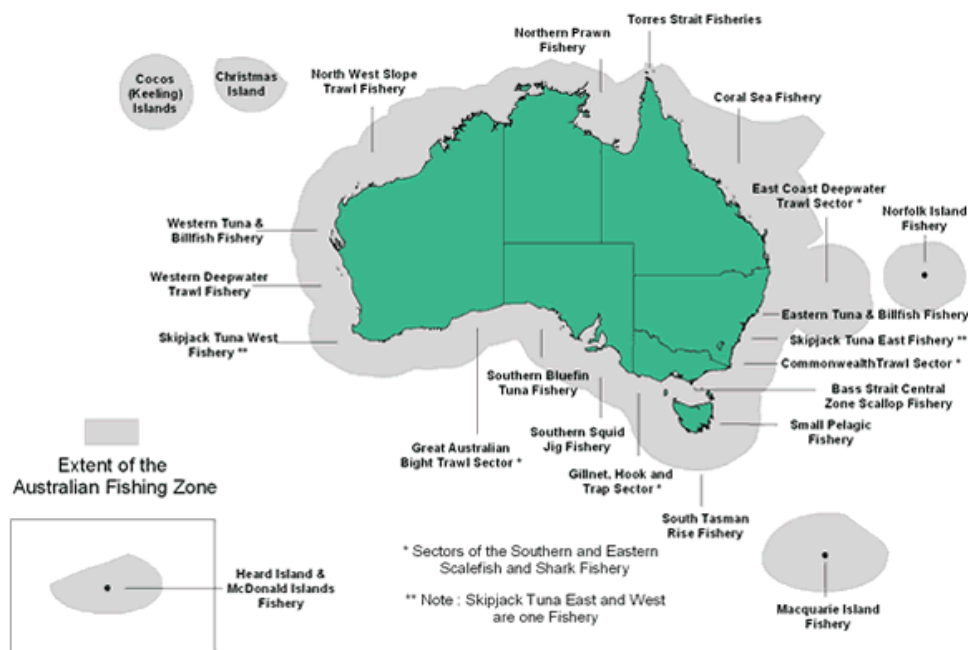 Torres Strait Fisheries
Northern Prawn
Fishery
Cocos
(Keeling)
Islands
Christmas
Island
North West Slope
Trawl Fishery
Coral Sea Fishery
East Coast Deepwater
Trawl Sector *
Norfolk Island
Fishery
Western Tuna &
Billfish Fishery
Western Deepwater
Trawl Fishery
Skipjack Tuna West
Fishery **
Eastern Tuna & Billfish Fishery
Skipjack Tuna East Fishery **
CommonwealthTrawl Sector *
Bass Strait Central
Zone Scallop Fishery
Small Pelagic
Fishery
Southern Bluefin
Tuna Fishery
Southern Squid
Jig Fishery
Great Australian
Bight Trawl Sector *
Gillnet, Hook and
Trap Sector *
South Tasman
Rise Fishery
Extent of the
Australian Fishing Zone
Heard Island &
McDonald Islands
Fishery
* Sectors of the Southern and Eastern
Scalefish and Shark Fishery
** Note : Skipjack Tuna East and West
are one Fishery
Macquarie Island
Fishery